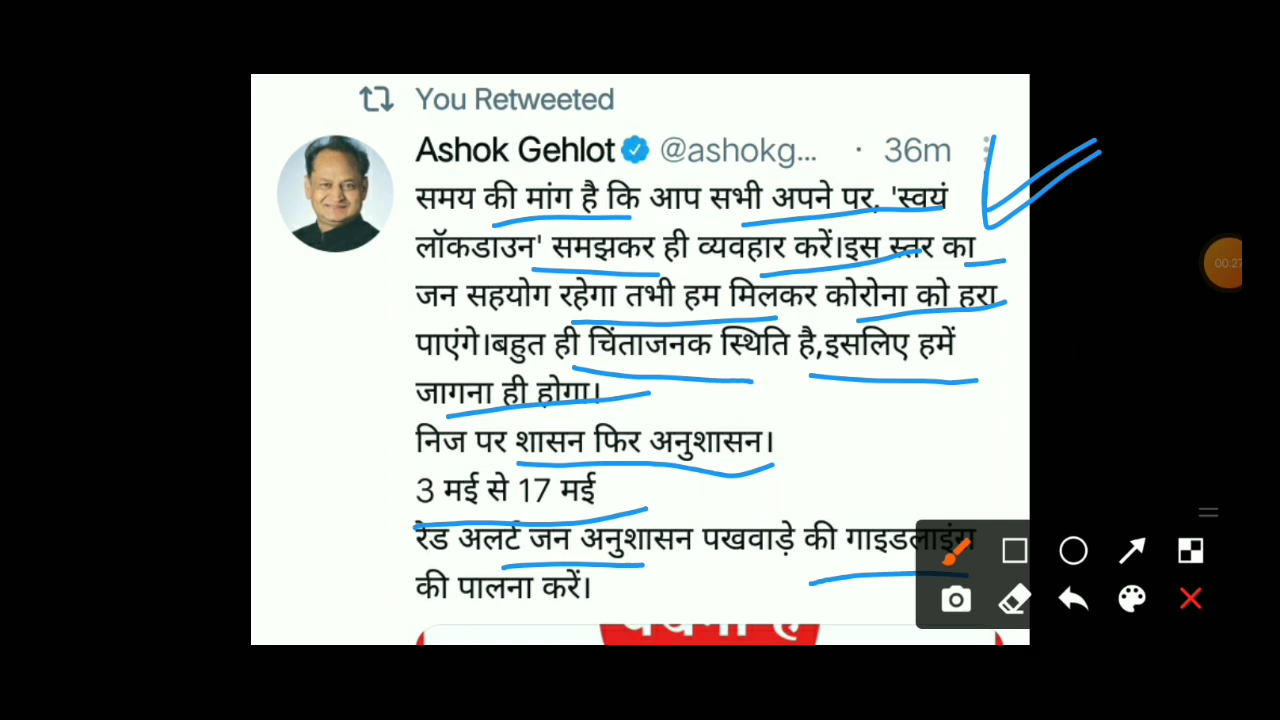 You Retweeted
Ashok Gehlot @ashokg... · 36m
समय की मांग है कि आप सभी अपने पर, 'स्वयं
लॉकडाउन' समझकर ही व्यवहार करें।इस स्तर का
जन सहयोग रहेगा तभी हम मिलकर कोरोना को हरा
पाएंगे।बहुत ही चिंताजनक स्थिति है,इसलिए हमें
जागना ही होगा।
निज पर शासन फिर अनुशासन।
3 मई से 17 मई
रैड अलर्ट जन अनुशासन पखवाड़े की गाइडलाइंस
की पालना करें।
00:27